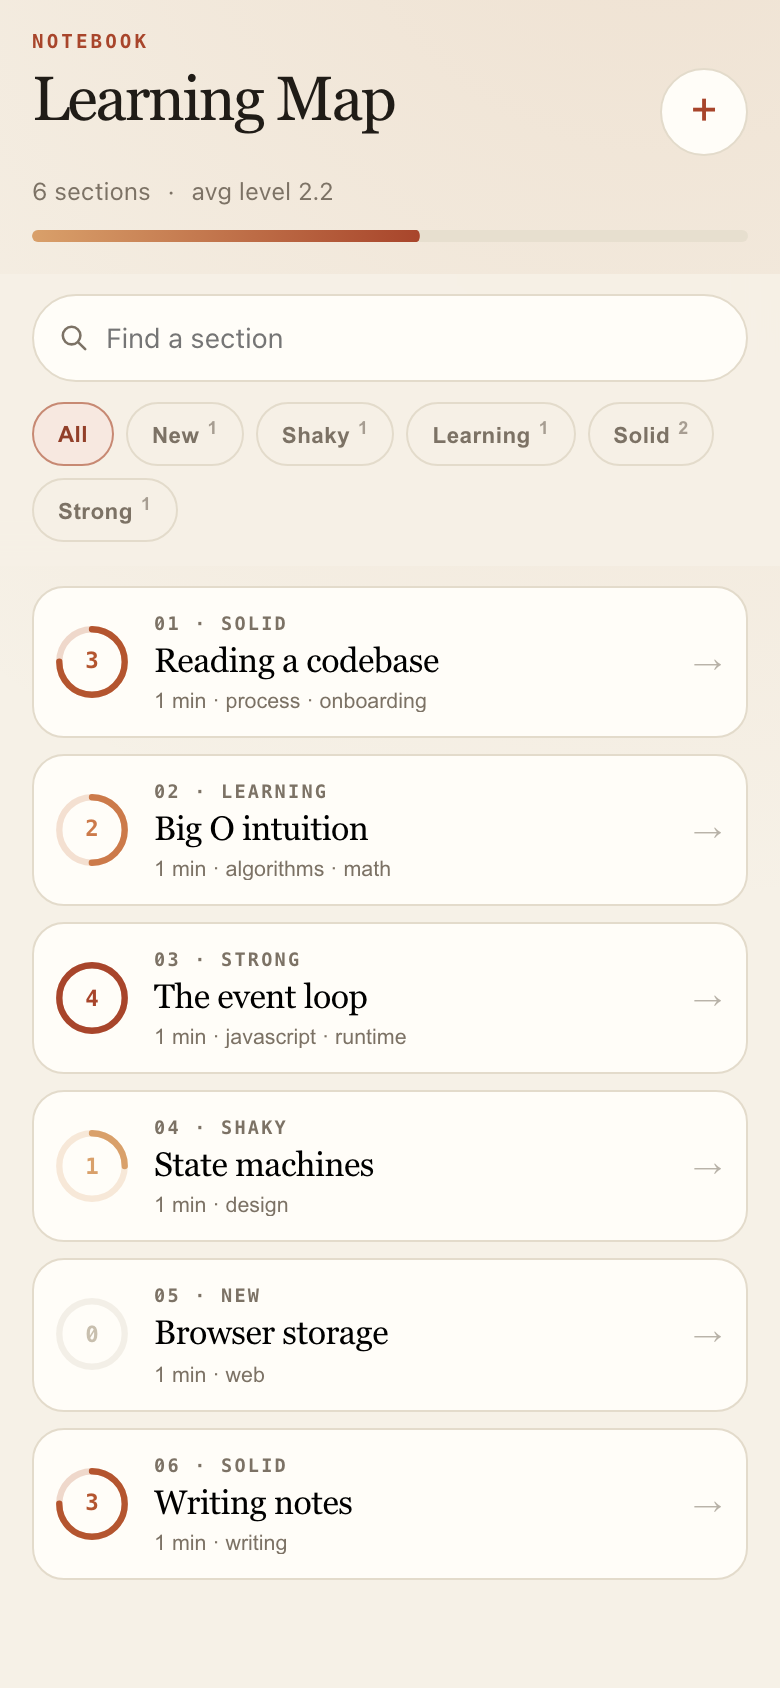 NOTEBOOK
Learning Map
+
6 sections · avg level 2.2
Find a section
All New 1 Shaky 1 Learning 1 Solid 2
Strong 1
01 · SOLID
3 Reading a codebase →
1 min · process · onboarding
02 · LEARNING
2 Big O intuition →
1 min · algorithms · math
03 · STRONG
4 The event loop →
1 min · javascript · runtime
04 · SHAKY
1 State machines →
1 min · design
05 · NEW
0 Browser storage →
1 min · web
06 · SOLID
3 Writing notes →
1 min · writing